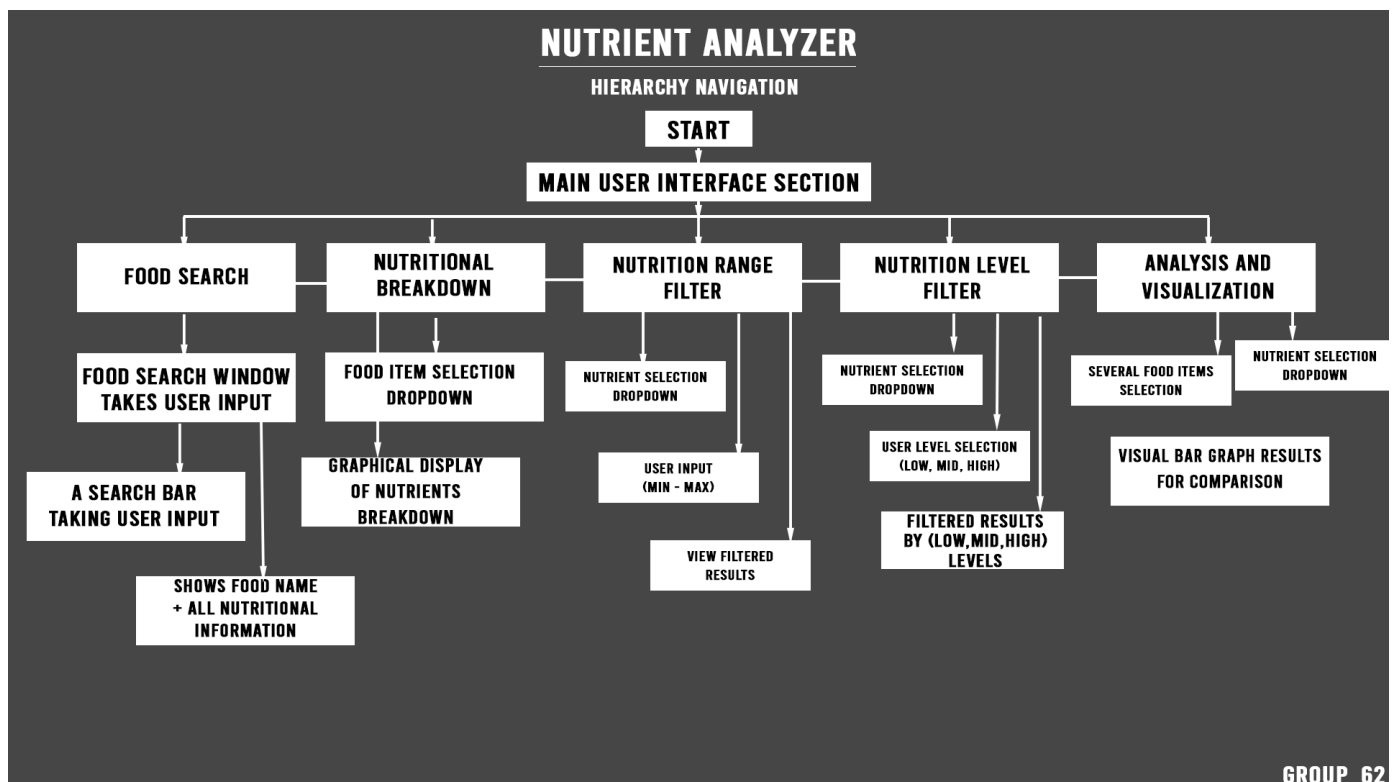 NUTRIENT ANALYZER
HIERARCHY NAVIGATION
START
MAIN USER INTERFACE SECTION
FOOD SEARCH
NUTRITIONAL
BREAKDOWN
NUTRITION RANGE
FILTER
NUTRITION LEVEL
FILTER
ANALYSIS AND
VISUALIZATION
FOOD SEARCH WINDOW
TAKES USER INPUT
FOOD ITEM SELECTION
DROPDOWN
NUTRIENT SELECTION
DROPDOWN
NUTRIENT SELECTION
DROPDOWN
SEVERAL FOOD ITEMS
SELECTION
NUTRIENT SELECTION
DROPDOWN
A SEARCH BAR
TAKING USER INPUT
GRAPHICAL DISPLAY
OF NUTRIENTS
BREAKDOWN
USER INPUT
(MIN - MAX)
USER LEVEL SELECTION
(LOW, MID, HIGH)
VISUAL BAR GRAPH RESULTS
FOR COMPARISON
SHOWS FOOD NAME
+ ALL NUTRITIONAL
INFORMATION
VIEW FILTERED
RESULTS
FILTERED RESULTS
BY (LOW,MID,HIGH)
LEVELS
GROUP 62